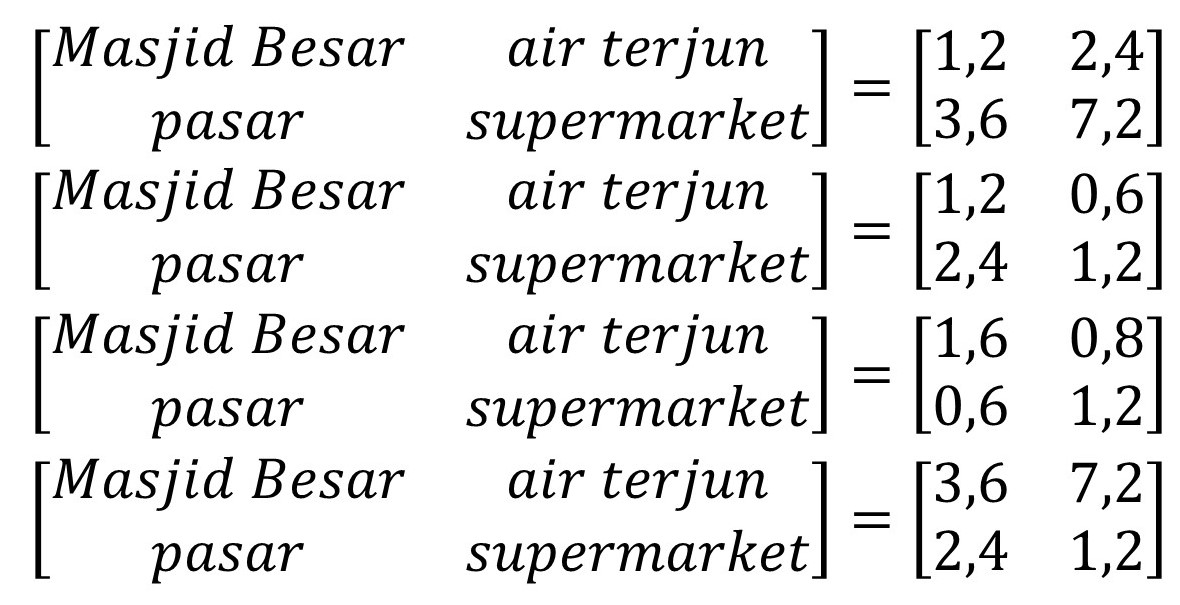 [Masjid Besar air terjun] = [1,2 2,4]
[pasar supermarket] [3,6 7,2]
[Masjid Besar air terjun] = [1,2 0,6]
[pasar supermarket] [2,4 1,2]
[Masjid Besar air terjun] = [1,6 0,8]
[pasar supermarket] [0,6 1,2]
[Masjid Besar air terjun] = [3,6 7,2]
[pasar supermarket] [2,4 1,2]